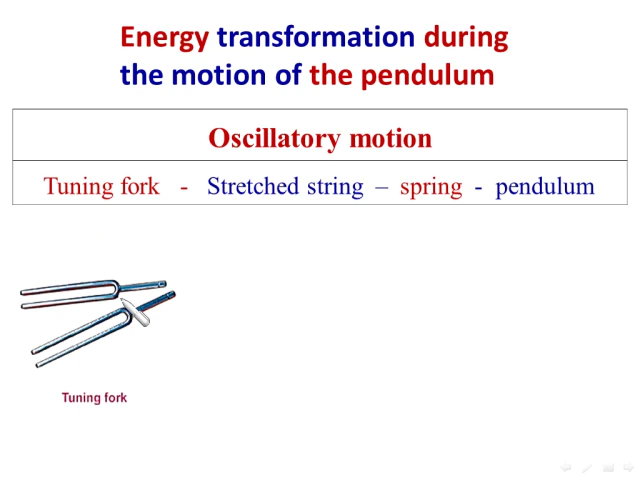 Energy transformation during
the motion of the pendulum
Oscillatory motion
Tuning fork - Stretched string – spring - pendulum
Tuning fork